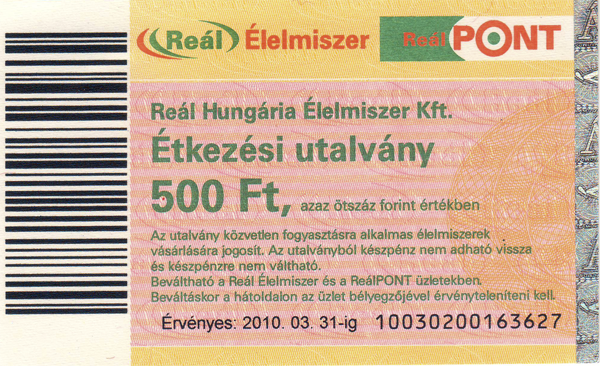 Reál Élelmiszer Reál PONT
Reál Hungária Élelmiszer Kft.
Étkezési utalvány
500 Ft, azaz ötszáz forint értékben
Az utalvány közvetlen fogyasztásra alkalmas élelmiszerek
vásárlására jogosít. Az utalványból készpénz nem adható vissza
és készpénzre nem váltható.
Beváltható a Reál Élelmiszer és a ReálPONT üzletekben.
Beváltáskor a hátoldalon az üzlet bélyegzőjével érvényteleníteni kell.
Érvényes: 2010. 03. 31-ig 10030200163627